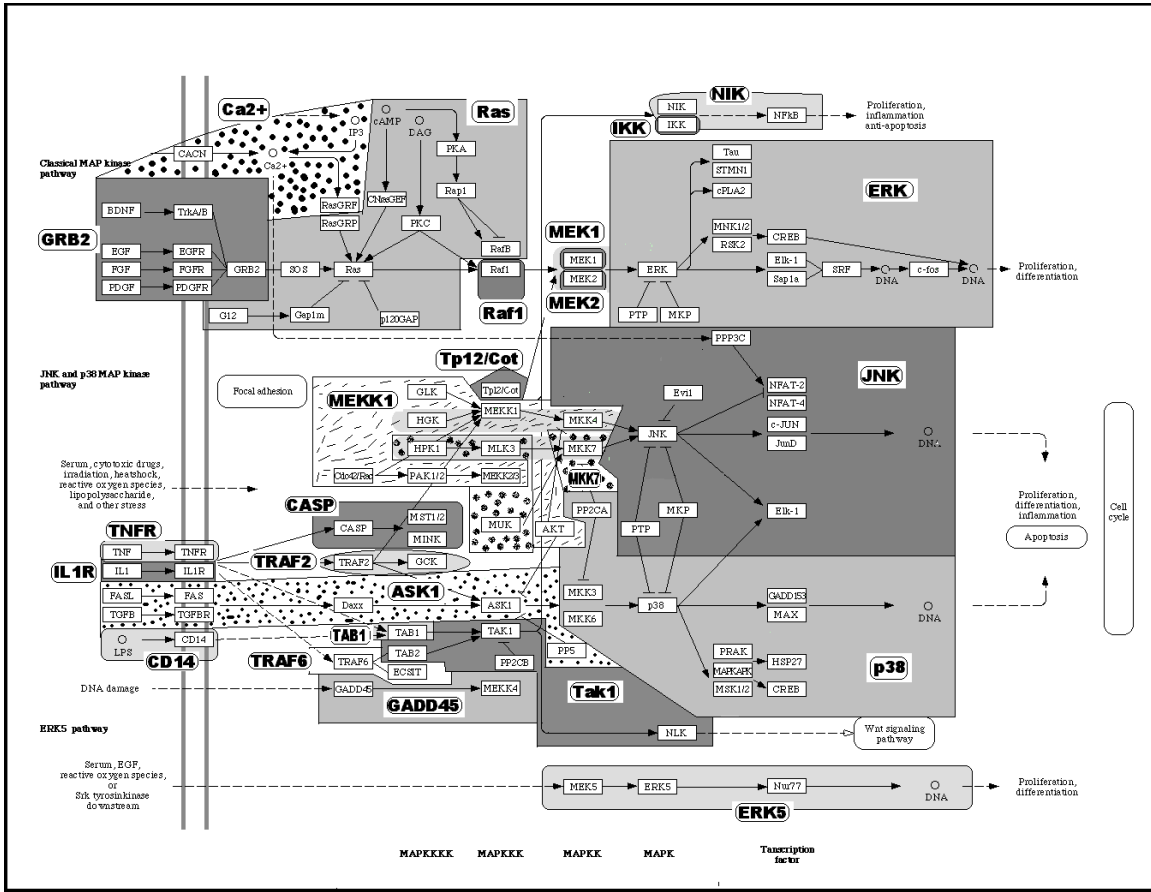 Ca2+
Ras
NIK
IKK
NIK
IKK
NFkB
Proliferation,
inflammation
anti-apoptosis
Classical MAP kinase
pathway
CACN
Ca2+
IP3
cAMP
DAG
PKA
Rap1
RasGRF
RasGRP
CNasGEF
PKC
RafB
Tau
STMN1
cPLA2
ERK
GRB2
BDNF
TrkA/B
EGF
EGFR
FGF
FGFR
PDGF
PDGFR
GRB2
SOS
Ras
Raf1
Raf1
MEK1
MEK1
MEK2
MEK2
ERK
MNK1/2
RSK2
CREB
Elk-1
Sap1a
SRF
DNA
c-fos
DNA
Proliferation,
differentiation
G12
Gap1m
p120GAP
PTP
MKP
JNK and p38 MAP kinase
pathway
Focal adhesion
Tp12/Cot
Tpl2/Cot
MEKK1
GLK
HGK
MEKK1
MKK4
HPK1
MLK3
MKK7
MKK7
Cdc42/Rac
PAK1/2
MEKK2/3
PPP3C
JNK
Evi1
JNK
NFAT-2
NFAT-4
c-JUN
JunD
DNA
Serum, cytotoxic drugs,
irradiation, heatshock,
reactive oxygen species,
lipopolysaccharide,
and other stress
CASP
CASP
MST1/2
MINK
MUK
AKT
PP2CA
PTP
MKP
Elk-1
Proliferation,
differentiation,
inflammation
Apoptosis
Cell
cycle
TNFR
TNF
TNFR
IL1R
IL1
IL1R
TRAF2
TRAF2
GCK
FASL
FAS
TGFB
TGFBR
Daxx
ASK1
ASK1
MKK3
MKK6
p38
GADD153
MAX
DNA
LPS
CD14
CD14
TAB1
TAB1
TAB2
TAK1
PP2CB
PP5
TRAF6
TRAF6
ECSIT
PRAK
MAPKAPK
MSK1/2
HSP27
CREB
p38
DNA damage
GADD45
MEKK4
GADD45
Tak1
NLK
Wnt signaling
pathway
ERK5 pathway
Serum, EGF,
reactive oxygen species,
or
Srk tyrosinkinase
downstream
MEK5
ERK5
Nur77
DNA
Proliferation,
differentiation
ERK5
MAPKKKK
MAPKKK
MAPKK
MAPK
Transcription
factor